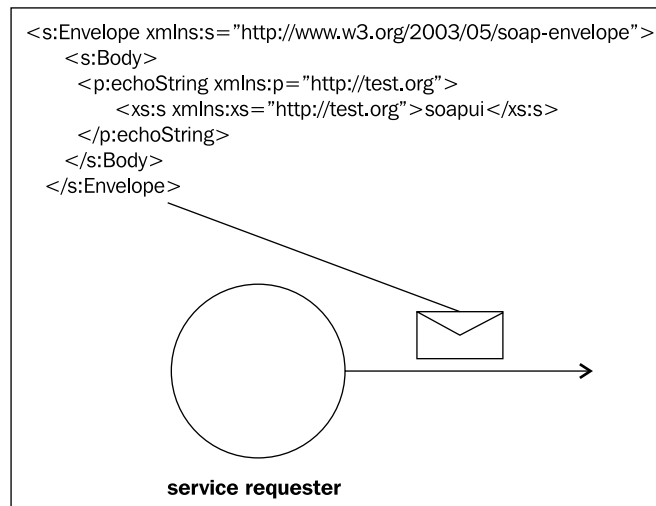 <s:Envelope xmlns:s=”http://www.w3.org/2003/05/soap-envelope”>
<s:Body>
<p:echoString xmlns:p=”http://test.org”>
<xs:s xmlns:xs=”http://test.org”>soapui</xs:s>
</p:echoString>
</s:Body>
</s:Envelope>
service requester